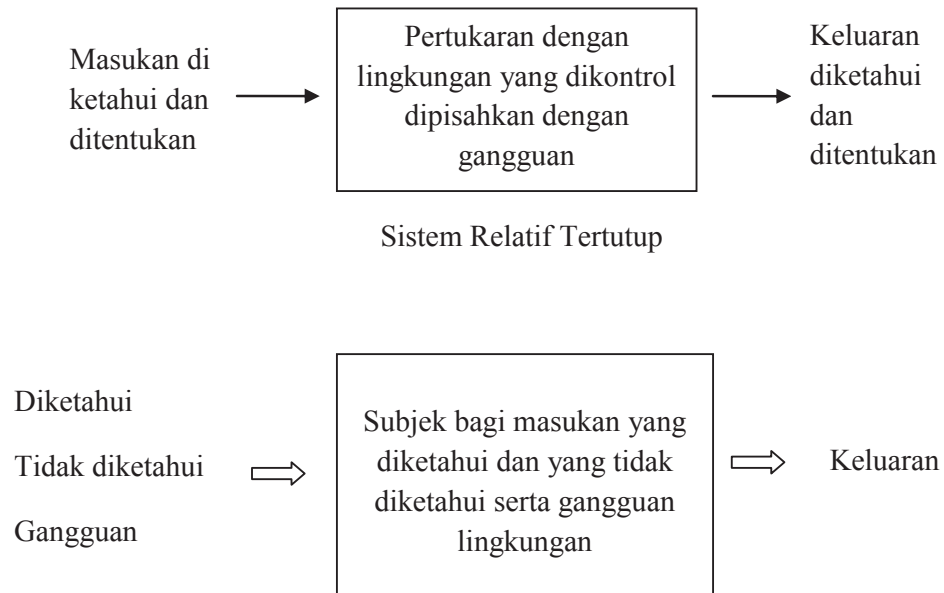 Masukan di
ketahui dan
ditentukan
Pertukaran dengan
lingkungan yang dikontrol
dipisahkan dengan
gangguan
Keluaran
diketahui
dan
ditentukan
Sistem Relatif Tertutup
Diketahui
Tidak diketahui
Gangguan
Subjek bagi masukan yang
diketahui dan yang tidak
diketahui serta gangguan
lingkungan
Keluaran